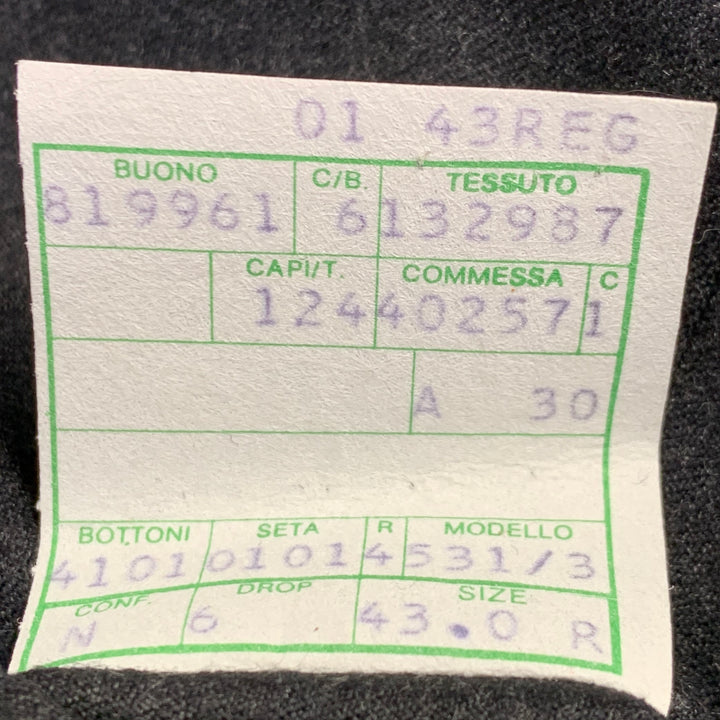 01 43REG
BUONO C/B. TESSUTO
819961 6 132987
CAPI/T. COMMESSA C
124 402571 1
A 30
BOTTONI SETA R MODELLO
4101 0101 4 531/3
CONF. DROP SIZE
N 6 43.0 R